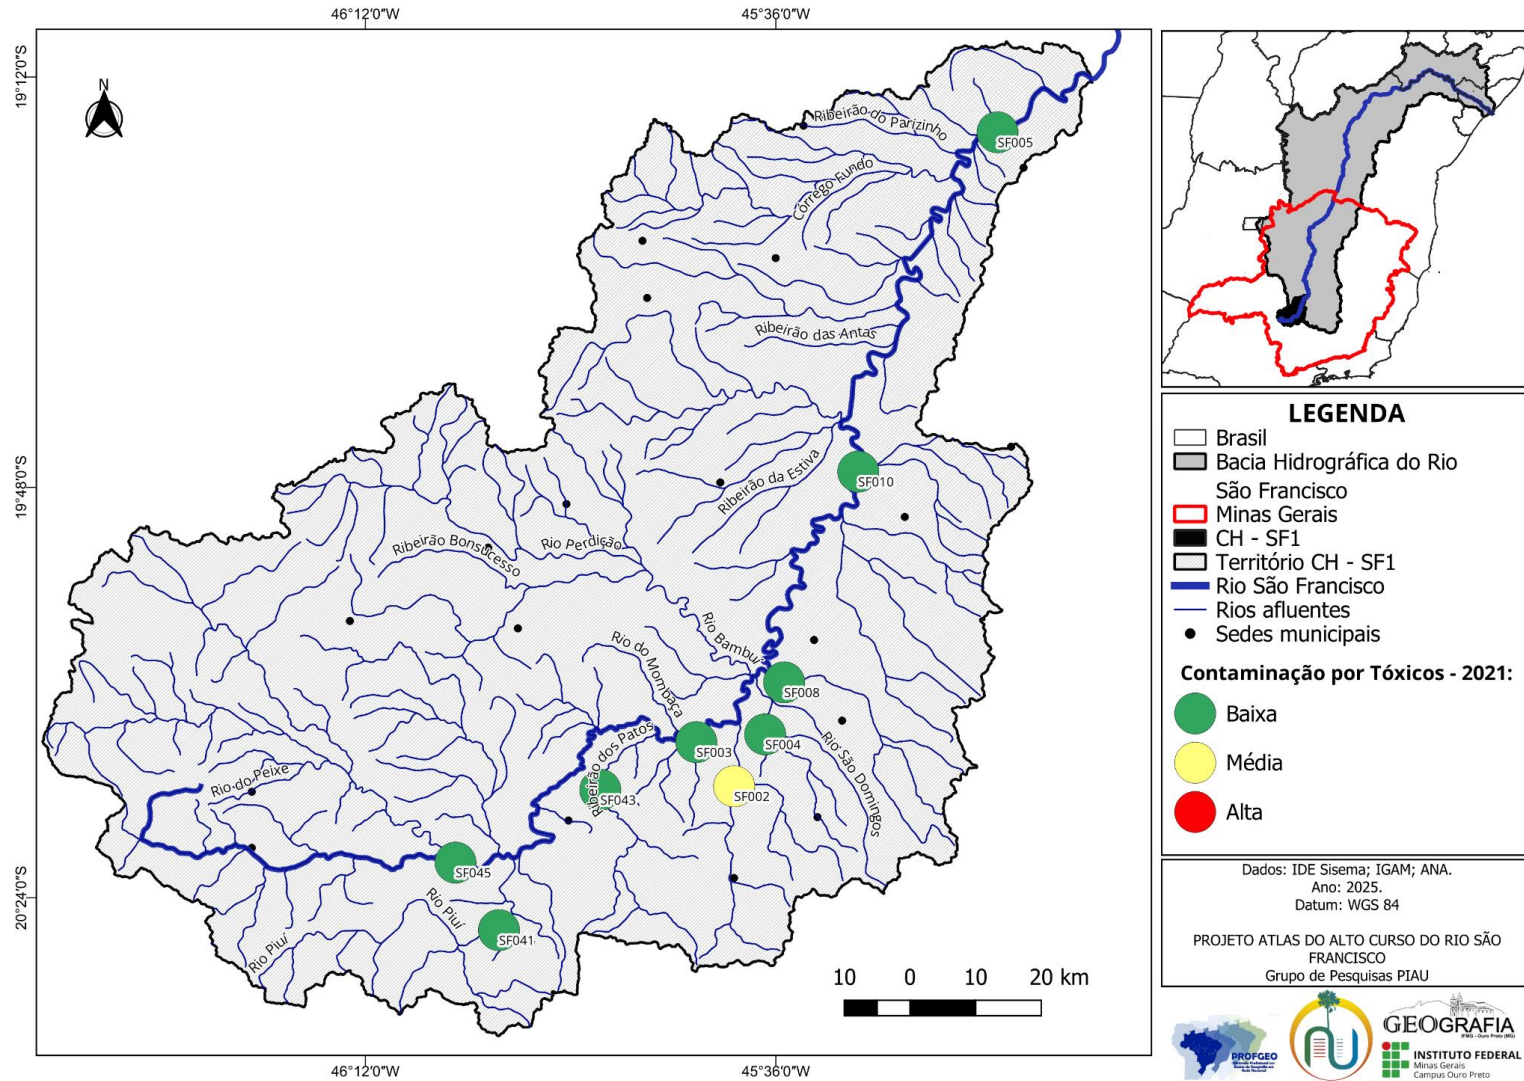 46°12'0"W
45°36'0"W
19°12'0"S
19°48'0"S
20°24'0"S
N
Ribeirão do Parizinho
SF005
Córrego Fundo
Ribeirão das Antas
Ribeirão da Estiva
SF010
Ribeirão Bonsucesso
Rio Perdição
Rio Bambuí
Rio do Mombaça
SF008
Ribeirão dos Patos
SF003
SF004
Rio São Domingos
Rio do Peixe
SF043
SF002
SF045
Rio Piuí
SF041
Rio Piuí
10 0 10 20 km
46°12'0"W
45°36'0"W
LEGENDA
Brasil
Bacia Hidrográfica do Rio
São Francisco
Minas Gerais
CH - SF1
Território CH - SF1
Rio São Francisco
Rios afluentes
Sedes municipais
Contaminação por Tóxicos - 2021:
Baixa
Média
Alta
Dados: IDE Sisema; IGAM; ANA.
Ano: 2025.
Datum: WGS 84
PROJETO ATLAS DO ALTO CURSO DO RIO SÃO
FRANCISCO
Grupo de Pesquisas PIAU
PROFGEO
GEOGRAFIA
IFMG - Ouro Preto (MG)
INSTITUTO FEDERAL
Minas Gerais
Campus Ouro Preto